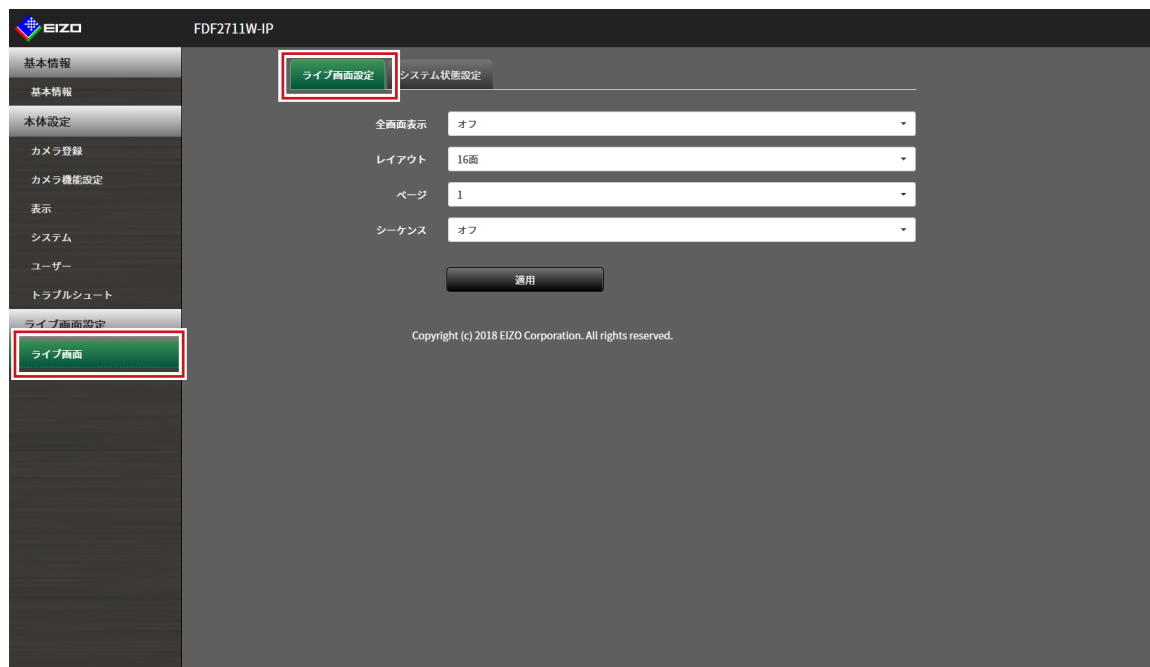 EIZO
FDF2711W-IP
基本情報
基本情報
本体設定
カメラ登録
カメラ機能設定
表示
システム
ユーザー
トラブルシュート
ライブ画面設定
ライブ画面
ライブ画面設定
システム状態設定
全画面表示 オフ
レイアウト 16面
ページ 1
シーケンス オフ
適用
Copyright (c) 2018 EIZO Corporation. All rights reserved.